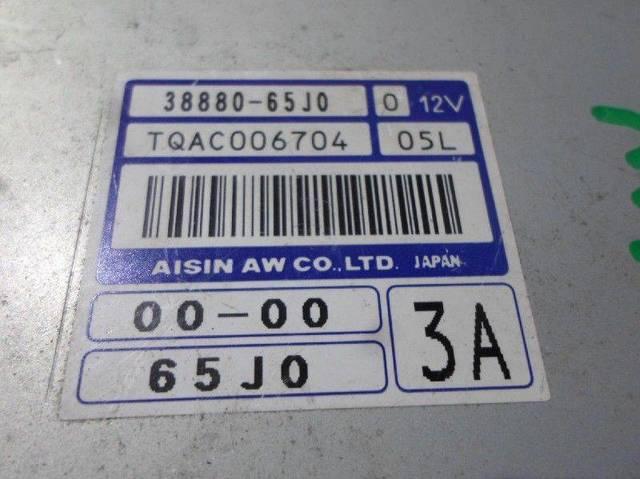 38880-65J0 0 12V
TQAC006704 05L
AISIN AW CO.,LTD. JAPAN
00-00
65J0
3A